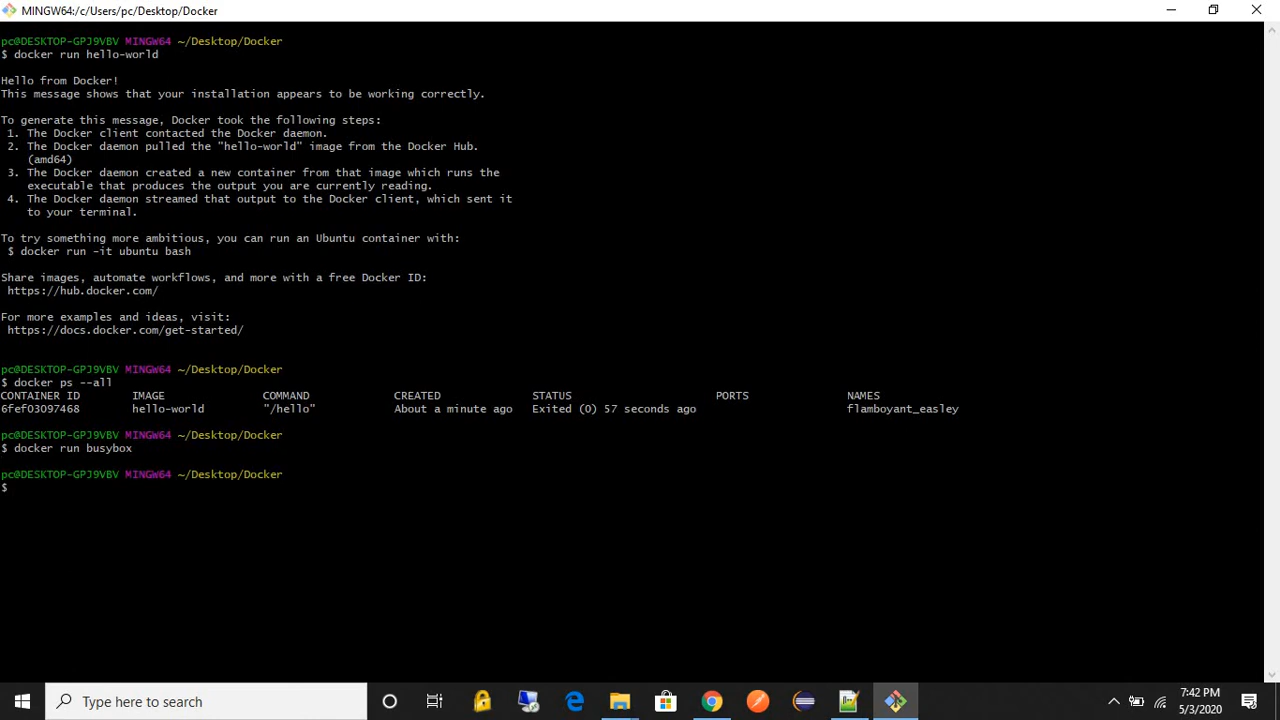 MINGW64:/c/Users/pc/Desktop/Docker
pc@DESKTOP-GPJ9VBV MINGW64 ~/Desktop/Docker
$ docker run hello-world
Hello from Docker!
This message shows that your installation appears to be working correctly.
To generate this message, Docker took the following steps:
1. The Docker client contacted the Docker daemon.
2. The Docker daemon pulled the "hello-world" image from the Docker Hub.
(amd64)
3. The Docker daemon created a new container from that image which runs the
executable that produces the output you are currently reading.
4. The Docker daemon streamed that output to the Docker client, which sent it
to your terminal.
To try something more ambitious, you can run an Ubuntu container with:
$ docker run -it ubuntu bash
Share images, automate workflows, and more with a free Docker ID:
https://hub.docker.com/
For more examples and ideas, visit:
https://docs.docker.com/get-started/
pc@DESKTOP-GPJ9VBV MINGW64 ~/Desktop/Docker
$ docker ps --all
CONTAINER ID IMAGE COMMAND CREATED STATUS PORTS NAMES
6fef03097468 hello-world "/hello" About a minute ago Exited (0) 57 seconds ago flamboyant_easley
pc@DESKTOP-GPJ9VBV MINGW64 ~/Desktop/Docker
$ docker run busybox
pc@DESKTOP-GPJ9VBV MINGW64 ~/Desktop/Docker
$
Type here to search
7:42 PM
5/3/2020